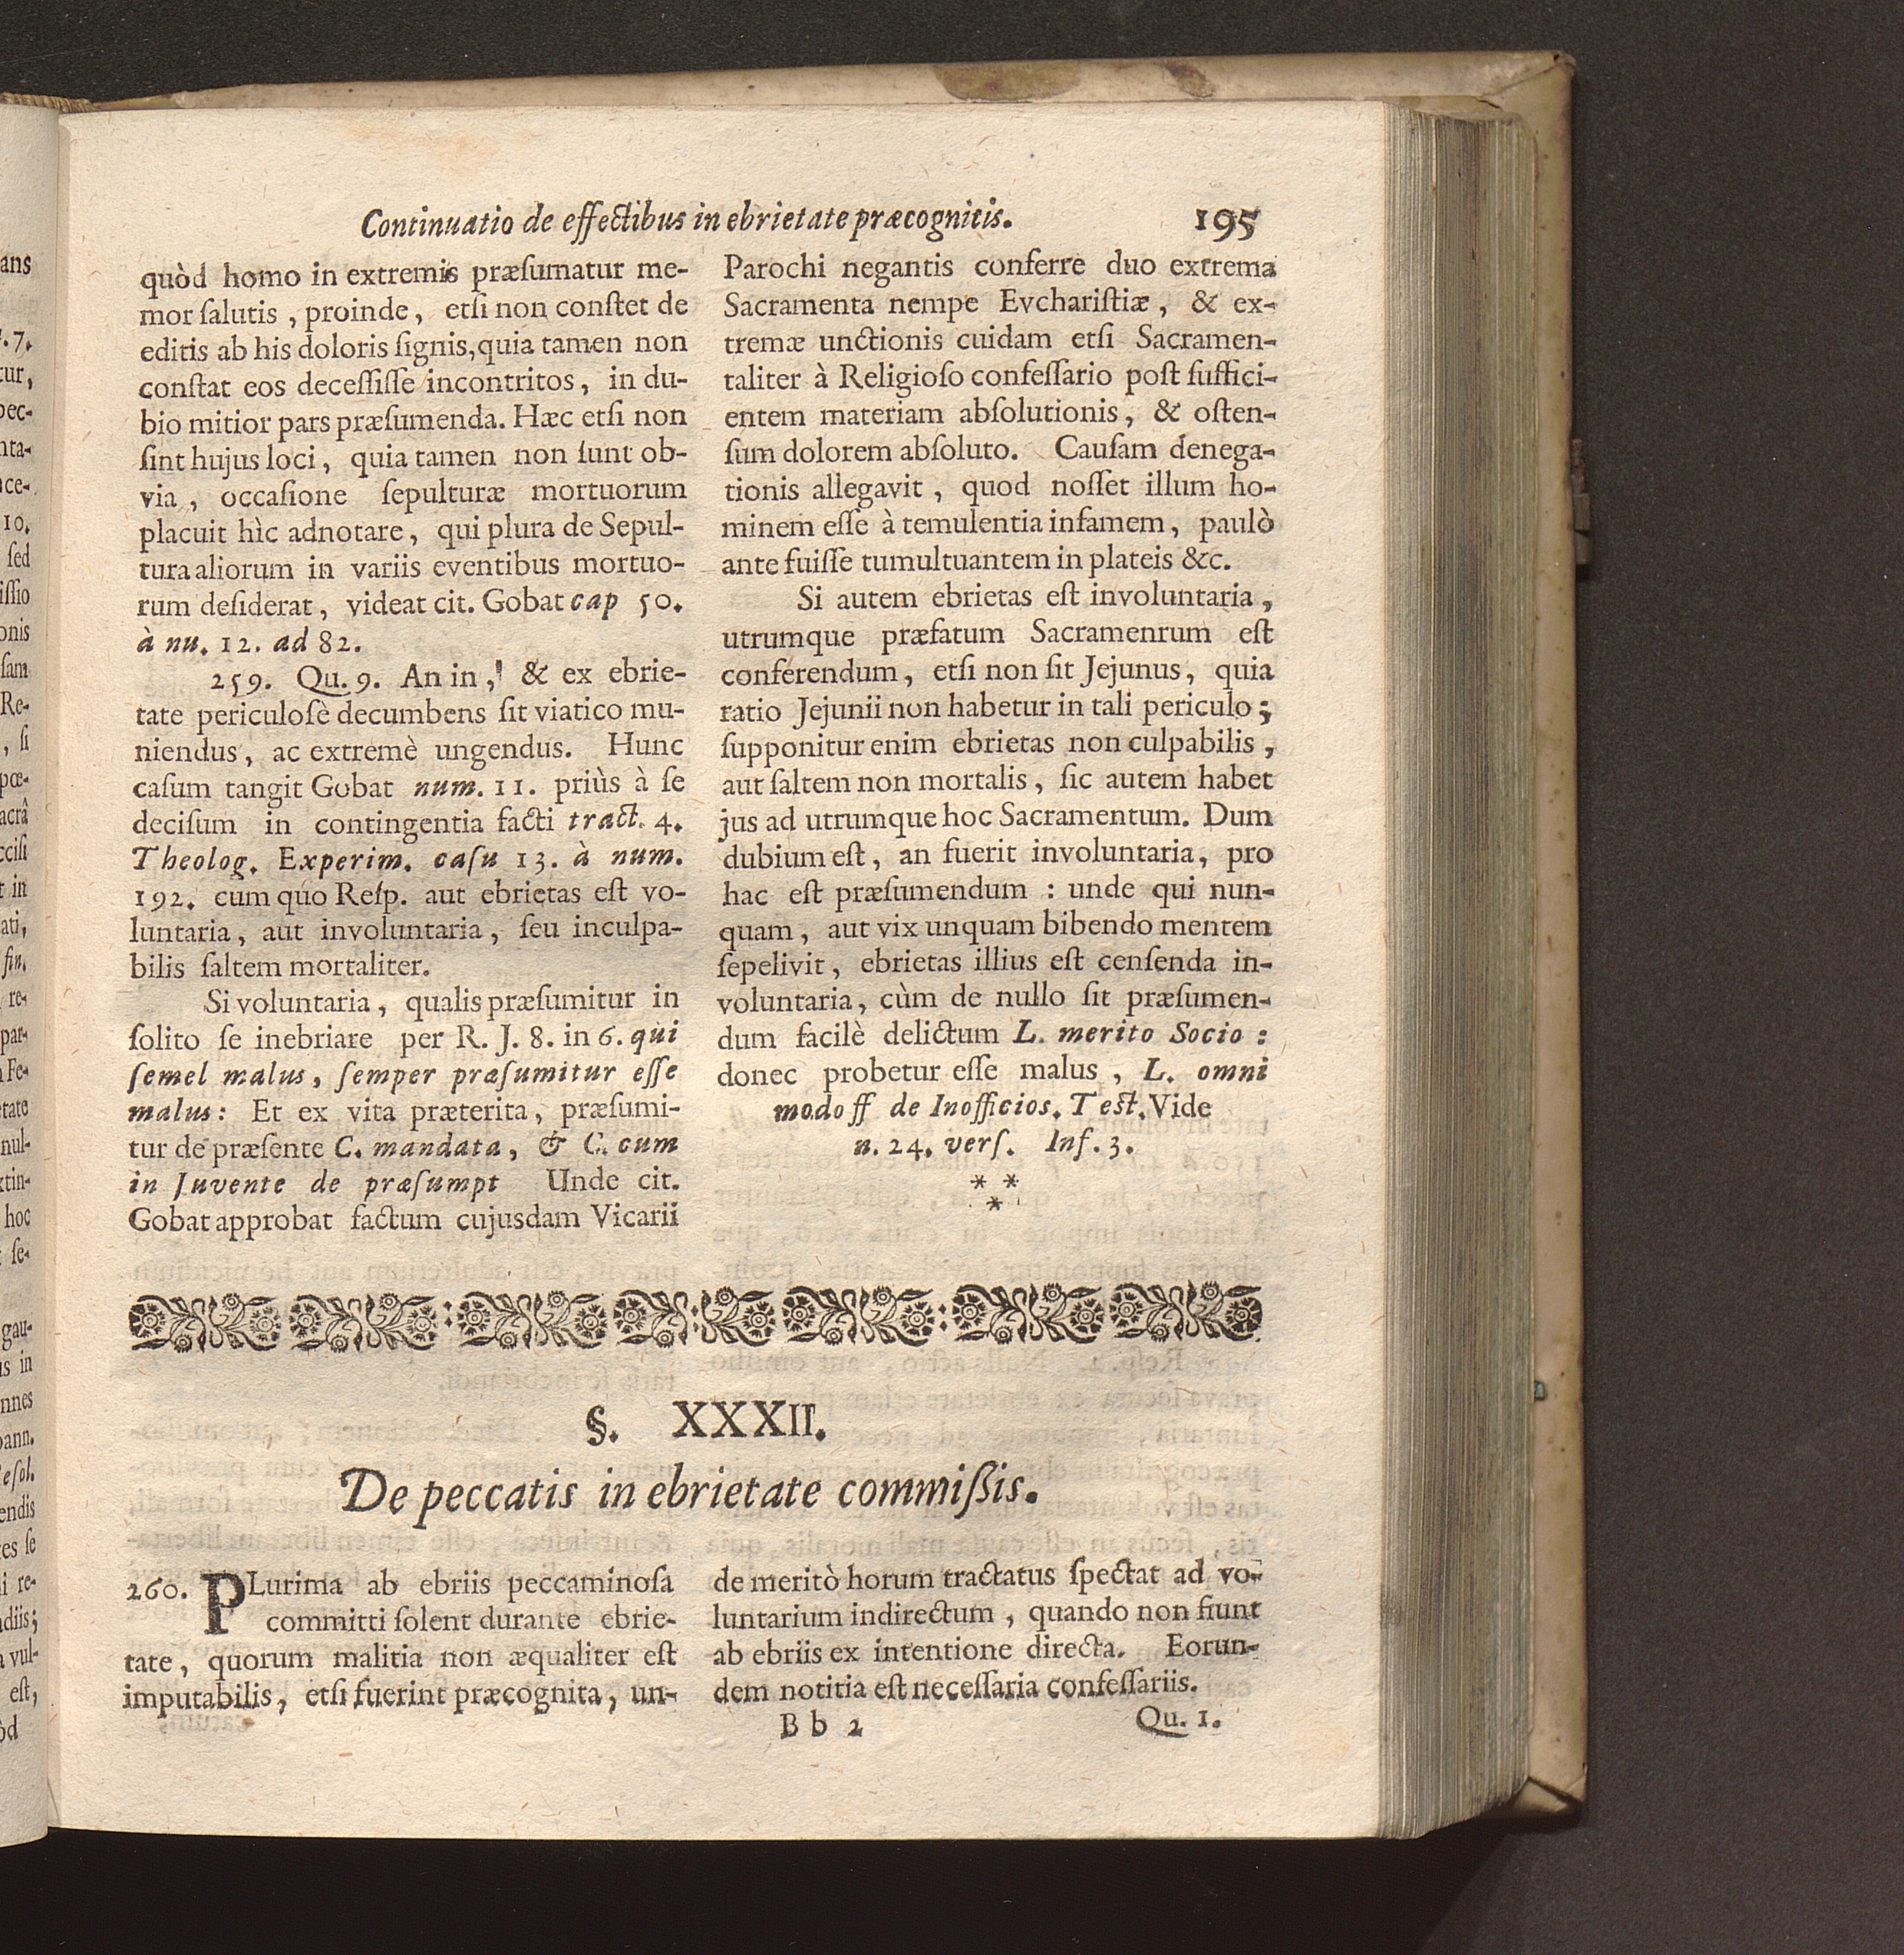 Continuatio de effectibus in ebrietate præcognitis. 195
quòd homo in extremis præſumatur me-
mor ſalutis, proinde, etſi non conſtet de
editis ab his doloris ſignis, quia tamen non
conſtat eos deceſſiſſe incontritos, in du-
bio mitior pars præſumenda. Hæc etſi non
ſint hujus loci, quia tamen non ſunt ob-
via, occaſione ſepulturæ mortuorum
placuit hìc adnotare, qui plura de Sepul-
tura aliorum in variis eventibus mortuo-
rum deſiderat, videat cit. Gobat cap 50.
à nu. 12. ad 82.
259. Qu. 9. An in, & ex ebrie-
tate periculoſè decumbens ſit viatico mu-
niendus, ac extremè ungendus. Hunc
caſum tangit Gobat num. 11. priùs à ſe
deciſum in contingentia facti tract. 4.
Theolog. Experim. caſu 13. à num.
192. cum quo Reſp. aut ebrietas eſt vo-
luntaria, aut involuntaria, ſeu inculpa-
bilis ſaltem mortaliter.
Si voluntaria, qualis præſumitur in
ſolito ſe inebriare per R. J. 8. in 6. qui
ſemel malus, ſemper præſumitur eſſe
malus: Et ex vita præterita, præſumi-
tur de præſente C. mandata, & C. cum
in Juvente de præſumpt Unde cit.
Gobat approbat factum cujusdam Vicarii
Parochi negantis conferre duo extrema
Sacramenta nempe Evchariſtiæ, & ex-
tremæ unctionis cuidam etſi Sacramen-
taliter à Religioſo confeſſario poſt ſuffici-
entem materiam abſolutionis, & oſten-
ſum dolorem abſoluto. Cauſam denega-
tionis allegavit, quod noſſet illum ho-
minem eſſe à temulentia infamem, paulò
ante fuiſſe tumultuantem in plateis &c.
Si autem ebrietas eſt involuntaria,
utrumque præfatum Sacramenrum eſt
conferendum, etſi non ſit Jejunus, quia
ratio Jejunii non habetur in tali periculo;
ſupponitur enim ebrietas non culpabilis,
aut ſaltem non mortalis, ſic autem habet
jus ad utrumque hoc Sacramentum. Dum
dubium eſt, an fuerit involuntaria, pro
hac eſt præſumendum: unde qui nun-
quam, aut vix unquam bibendo mentem
ſepelivit, ebrietas illius eſt cenſenda in-
voluntaria, cùm de nullo ſit præſumen-
dum facilè delictum L. merito Socio:
donec probetur eſſe malus, L. omni
modo ff de Inofficios. Teſt. Vide
n. 24. verſ. Inf. 3.
* *
*
§. XXXII.
De peccatis in ebrietate commiſſis.
260. PLurima ab ebriis peccaminoſa
committi ſolent durante ebrie-
tate, quorum malitia non æqualiter eſt
imputabilis, etſi fuerint præcognita, un-
de meritò horum tractatus ſpectat ad vo-
luntarium indirectum, quando non fiunt
ab ebriis ex intentione directa. Eorun-
dem notitia eſt neceſſaria confeſſariis.
B b 2 Qu. 1.